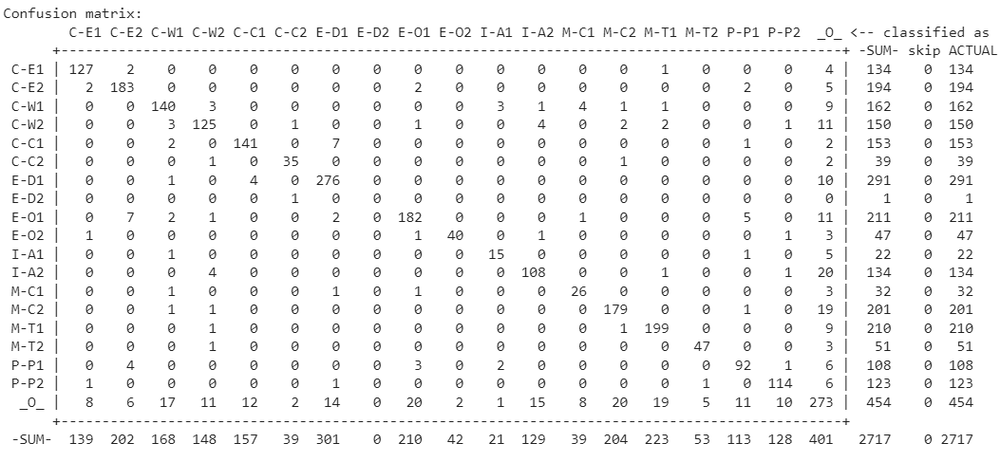 Confusion matrix:
        C-E1 C-E2 C-W1 C-W2 C-C1 C-C2 E-D1 E-D2 E-O1 E-O2 I-A1 I-A2 M-C1 M-C2 M-T1 M-T2 P-P1 P-P2  _O_ <-- classified as
      +------------------------------------------------------------------------------------------------+ -SUM- skip ACTUAL
 C-E1 | 127    2    0    0    0    0    0    0    0    0    0    0    0    0    1    0    0    0    4 |   134    0  134
 C-E2 |   2  183    0    0    0    0    0    0    2    0    0    0    0    0    0    0    2    0    5 |   194    0  194
 C-W1 |   0    0  140    3    0    0    0    0    0    0    3    1    4    1    1    0    0    0    9 |   162    0  162
 C-W2 |   0    0    3  125    0    1    0    0    1    0    0    4    0    2    2    0    0    1   11 |   150    0  150
 C-C1 |   0    0    2    0  141    0    7    0    0    0    0    0    0    0    0    0    1    0    2 |   153    0  153
 C-C2 |   0    0    0    1    0   35    0    0    0    0    0    0    0    1    0    0    0    0    2 |    39    0   39
 E-D1 |   0    0    1    0    4    0  276    0    0    0    0    0    0    0    0    0    0    0   10 |   291    0  291
 E-D2 |   0    0    0    0    0    1    0    0    0    0    0    0    0    0    0    0    0    0    0 |     1    0    1
 E-O1 |   0    7    2    1    0    0    2    0  182    0    0    0    1    0    0    0    5    0   11 |   211    0  211
 E-O2 |   1    0    0    0    0    0    0    0    1   40    0    1    0    0    0    0    0    1    3 |    47    0   47
 I-A1 |   0    0    1    0    0    0    0    0    0    0   15    0    0    0    0    0    1    0    5 |    22    0   22
 I-A2 |   0    0    0    4    0    0    0    0    0    0    0  108    0    0    1    0    0    1   20 |   134    0  134
 M-C1 |   0    0    1    0    0    0    1    0    1    0    0    0   26    0    0    0    0    0    3 |    32    0   32
 M-C2 |   0    0    1    1    0    0    0    0    0    0    0    0    0  179    0    0    1    0   19 |   201    0  201
 M-T1 |   0    0    0    1    0    0    0    0    0    0    0    0    0    1  199    0    0    0    9 |   210    0  210
 M-T2 |   0    0    0    1    0    0    0    0    0    0    0    0    0    0    0   47    0    0    3 |    51    0   51
 P-P1 |   0    4    0    0    0    0    0    0    3    0    2    0    0    0    0    0   92    1    6 |   108    0  108
 P-P2 |   1    0    0    0    0    0    1    0    0    0    0    0    0    0    0    1    0  114    6 |   123    0  123
  _O_ |   8    6   17   11   12    2   14    0   20    2    1   15    8   20   19    5   11   10  273 |   454    0  454
      +------------------------------------------------------------------------------------------------+
-SUM-  139  202  168  148  157   39  301    0  210   42   21  129   39  204  223   53  113  128  401    2717    0 2717